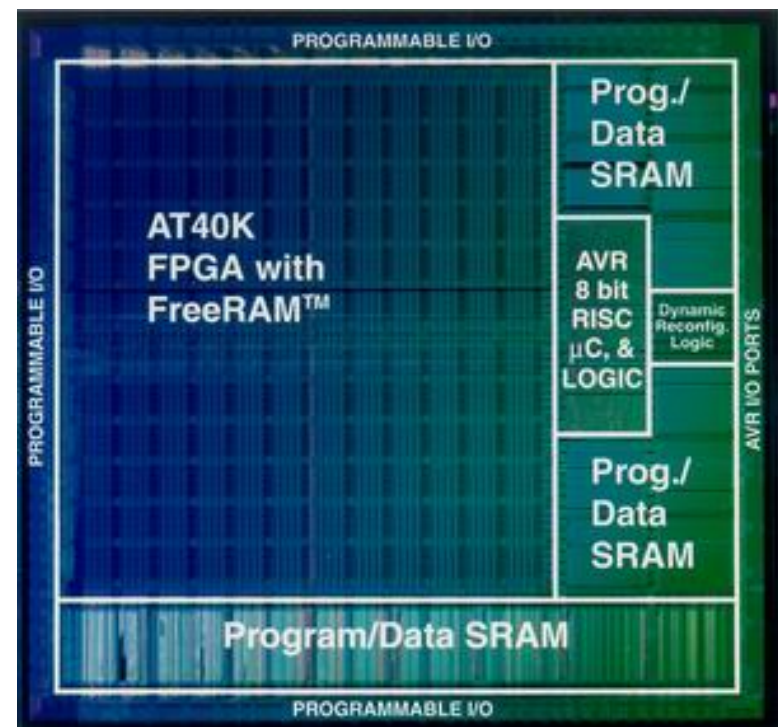 PROGRAMMABLE I/O
Prog./
Data
SRAM
AT40K
FPGA with
FreeRAM™
AVR
8 bit
RISC
µC, &
LOGIC
Dynamic
Reconfig.
Logic
PROGRAMMABLE I/O
AVR I/O PORTS
Prog./
Data
SRAM
Program/Data SRAM
PROGRAMMABLE I/O